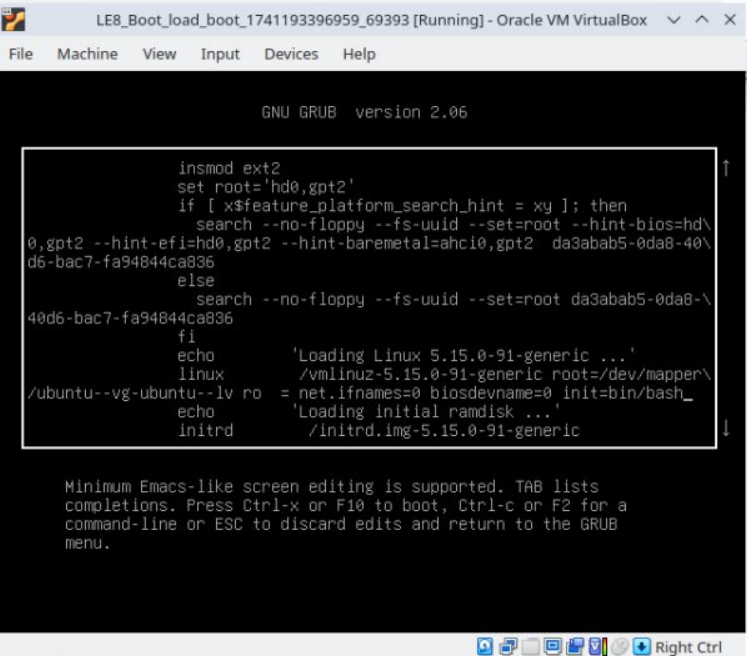 LE8_Boot_load_boot_1741193396959_69393 [Running] - Oracle VM VirtualBox
File Machine View Input Devices Help
GNU GRUB version 2.06
insmod ext2
set root='hd0,gpt2'
if [ x$feature_platform_search_hint = xy ]; then
search --no-floppy --fs-uuid --set=root --hint-bios=hd\
0,gpt2 --hint-efi=hd0,gpt2 --hint-baremetal=ahci0,gpt2 da3abab5-0da8-40\
d6-bac7-fa94844ca836
else
search --no-floppy --fs-uuid --set=root da3abab5-0da8-\
40d6-bac7-fa94844ca836
fi
echo 'Loading Linux 5.15.0-91-generic ...'
linux /vmlinuz-5.15.0-91-generic root=/dev/mapper\
/ubuntu--vg-ubuntu--lv ro = net.ifnames=0 biosdevname=0 init=bin/bash_
echo 'Loading initial ramdisk ...'
initrd /initrd.img-5.15.0-91-generic
Minimum Emacs-like screen editing is supported. TAB lists
completions. Press Ctrl-x or F10 to boot, Ctrl-c or F2 for a
command-line or ESC to discard edits and return to the GRUB
menu.
Right Ctrl